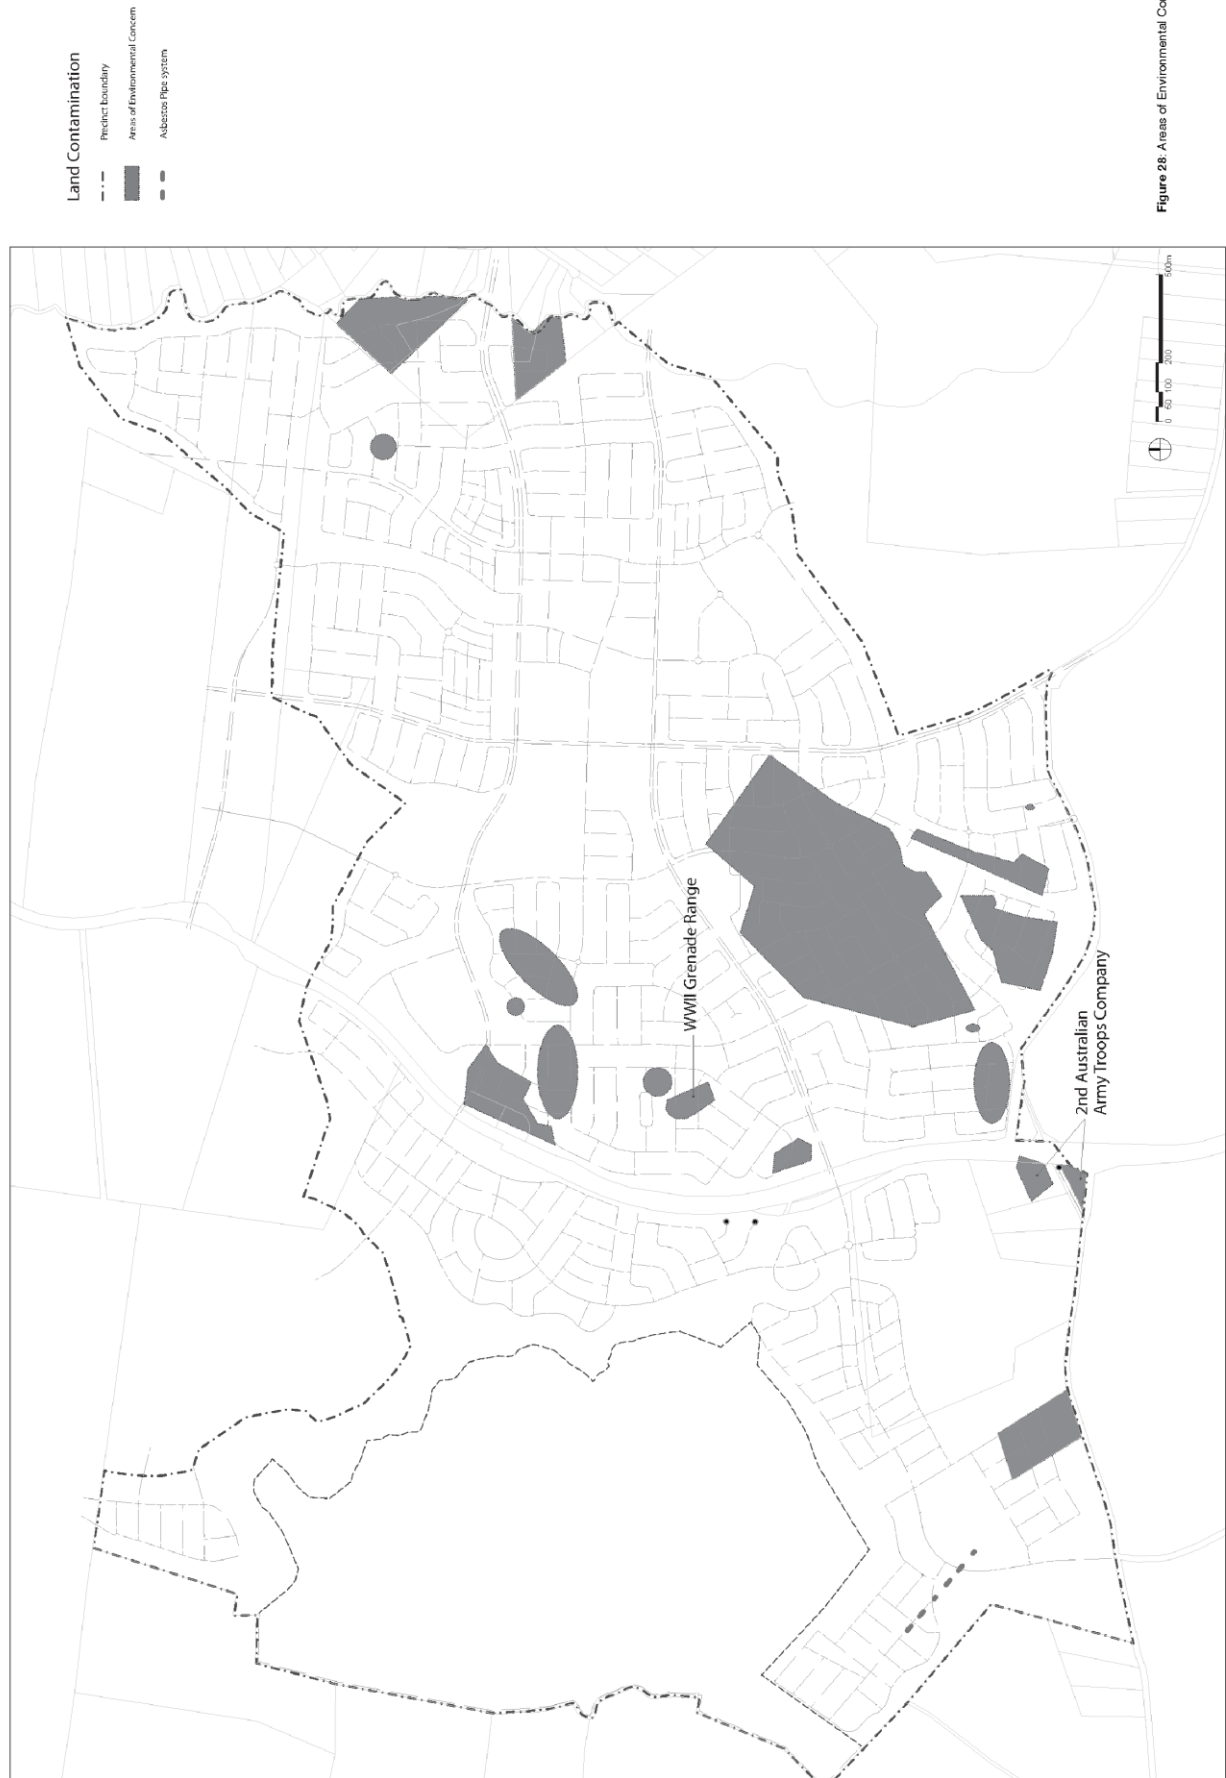 Land Contamination
Precinct boundary
Areas of Environmental Concern
Asbestos Pipe system
WWII Grenade Range
2nd Australian
Army Troops Company
0 50 100 200 500m
Figure 28: Areas of Environmental Co